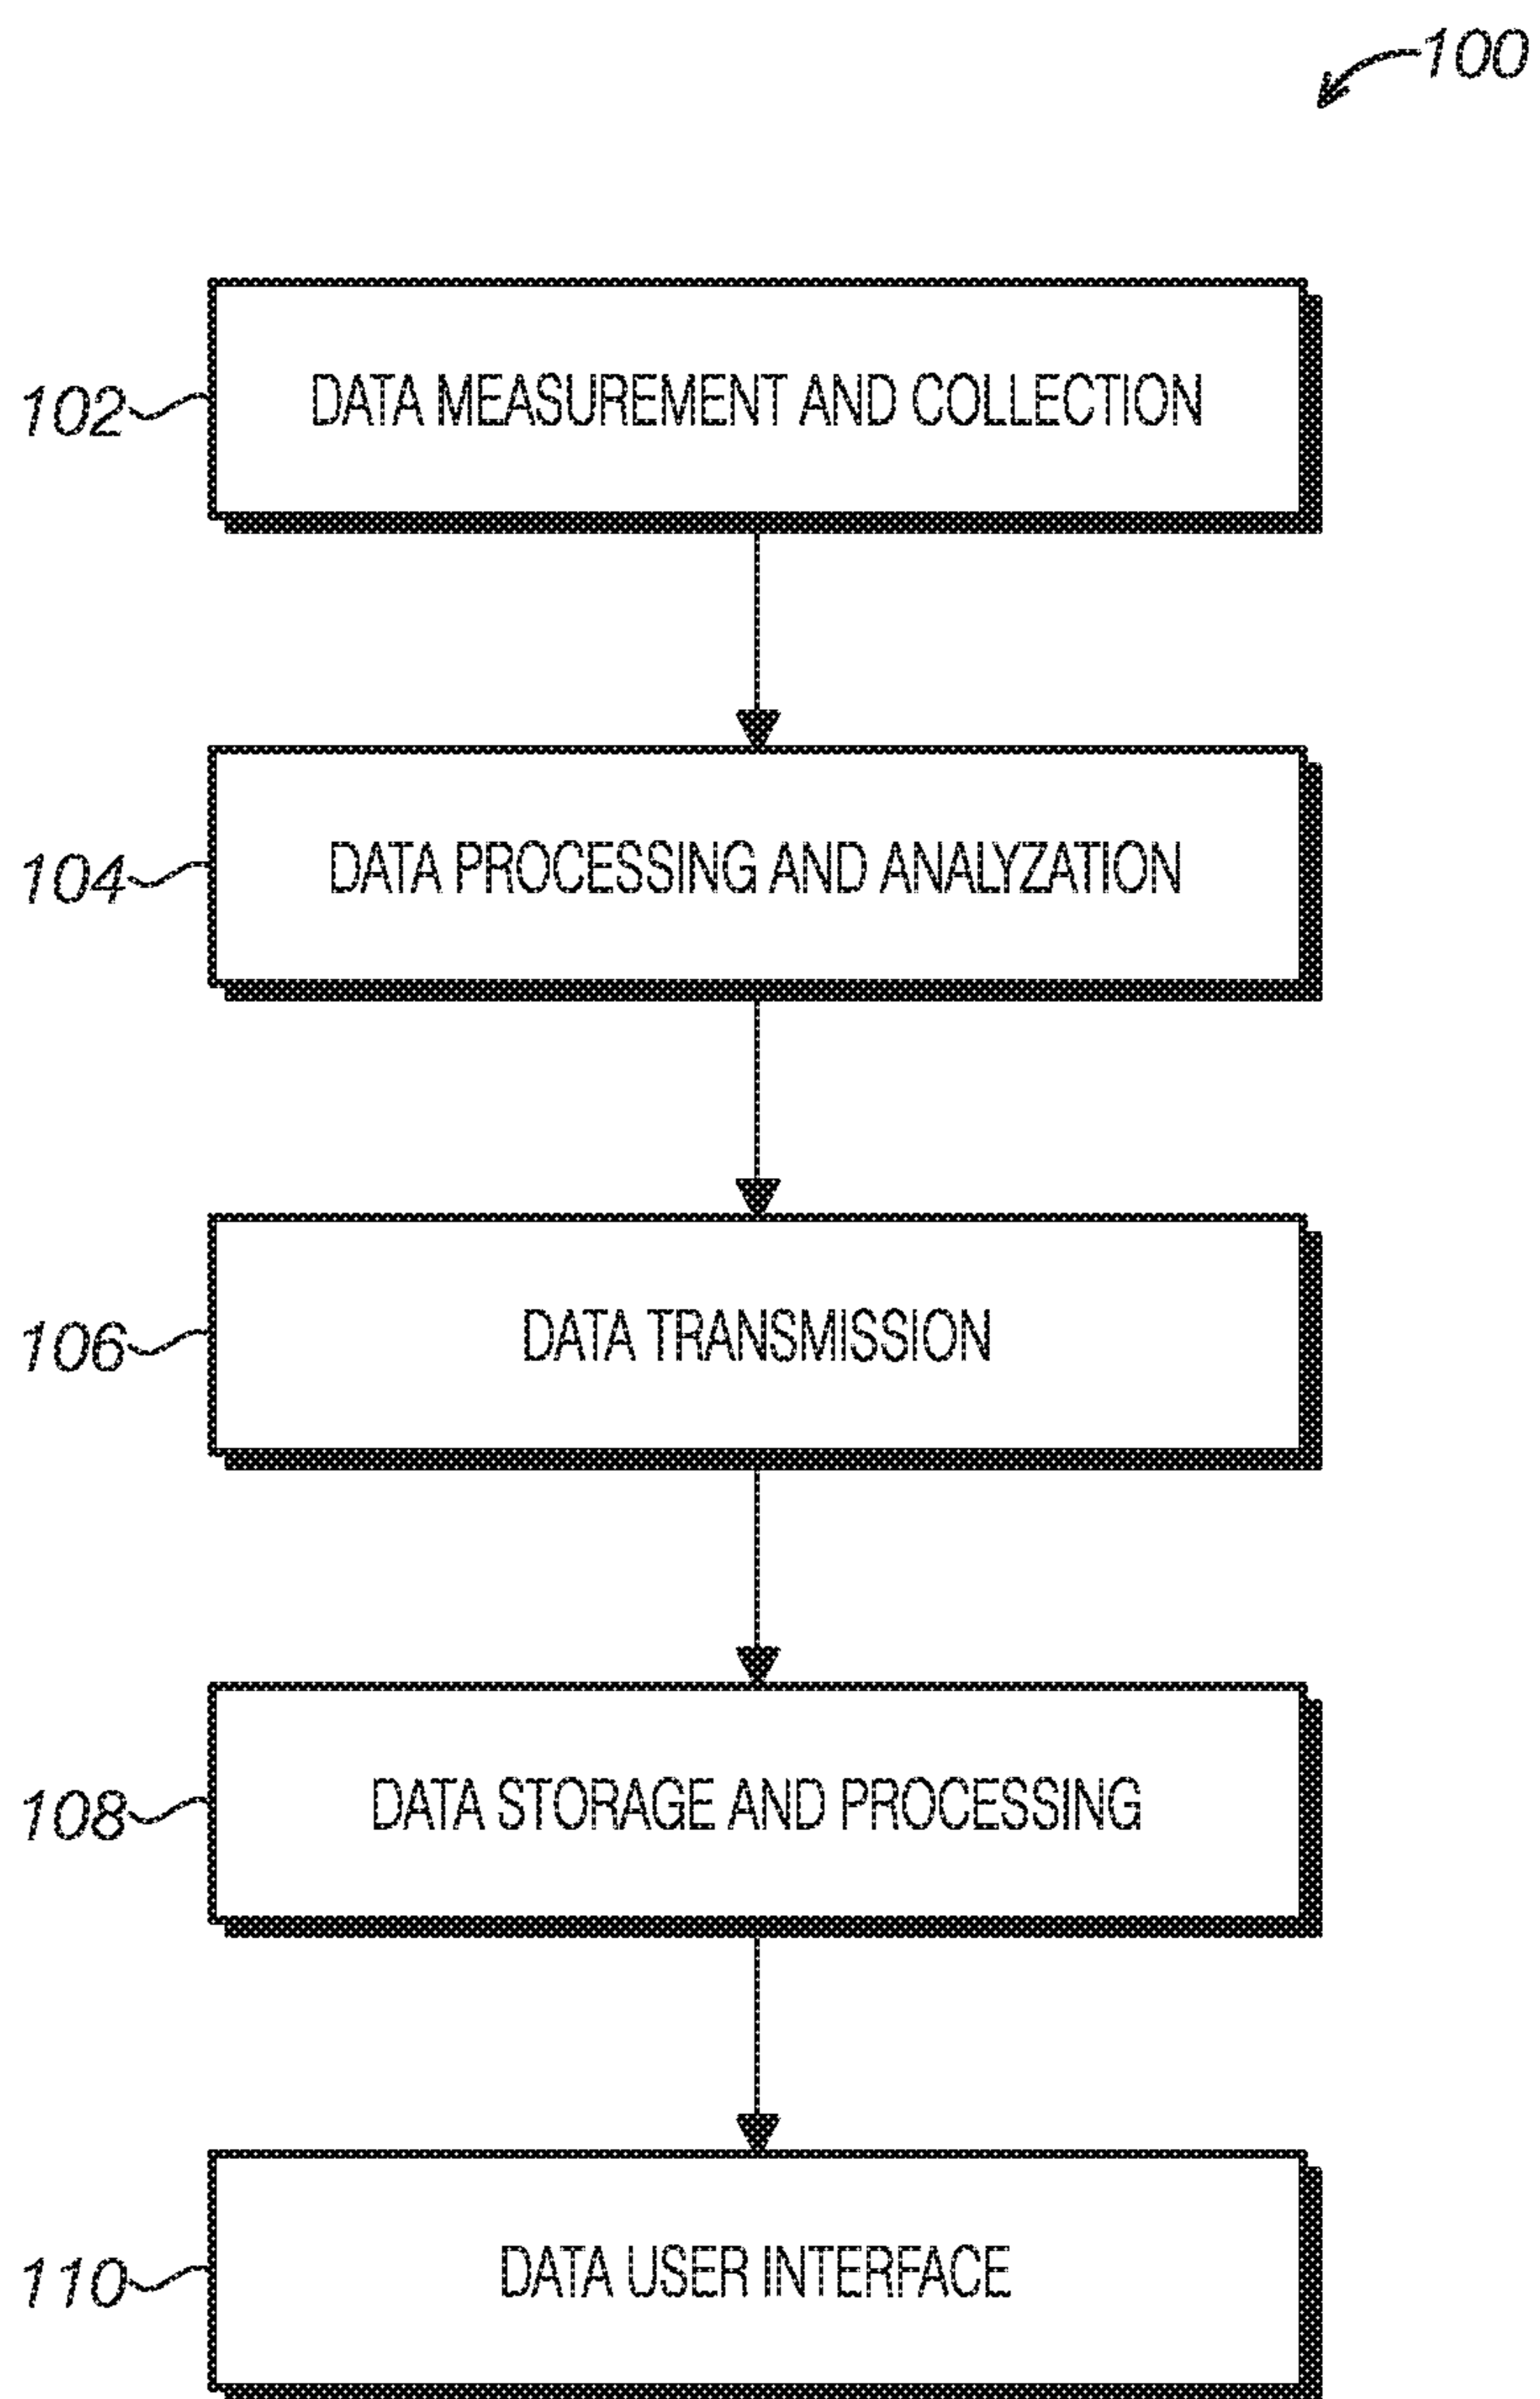 100
102 DATA MEASUREMENT AND COLLECTION
104 DATA PROCESSING AND ANALYZATION
106 DATA TRANSMISSION
108 DATA STORAGE AND PROCESSING
110 DATA USER INTERFACE